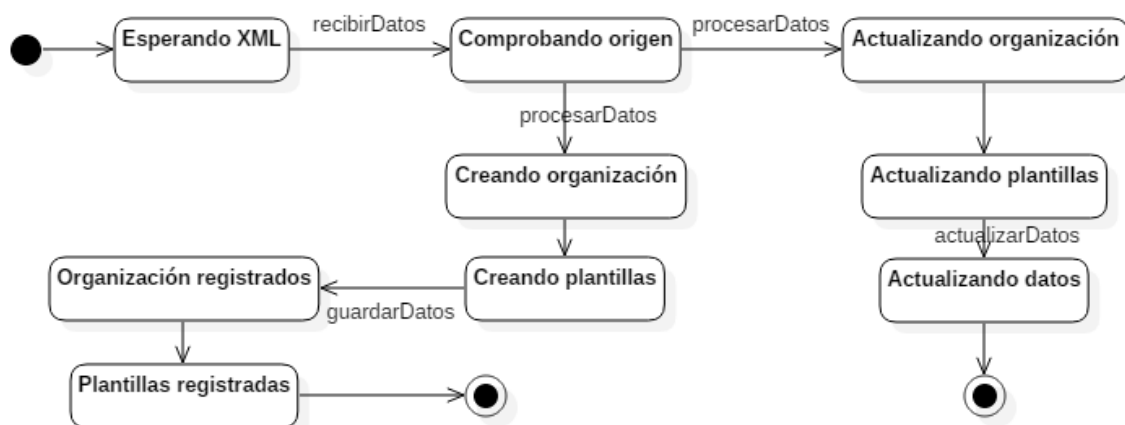 Esperando XML
recibirDatos
Comprobando origen
procesarDatos
Actualizando organización
procesarDatos
Creando organización
Actualizando plantillas
actualizarDatos
Organización registrados
guardarDatos
Creando plantillas
Actualizando datos
Plantillas registradas